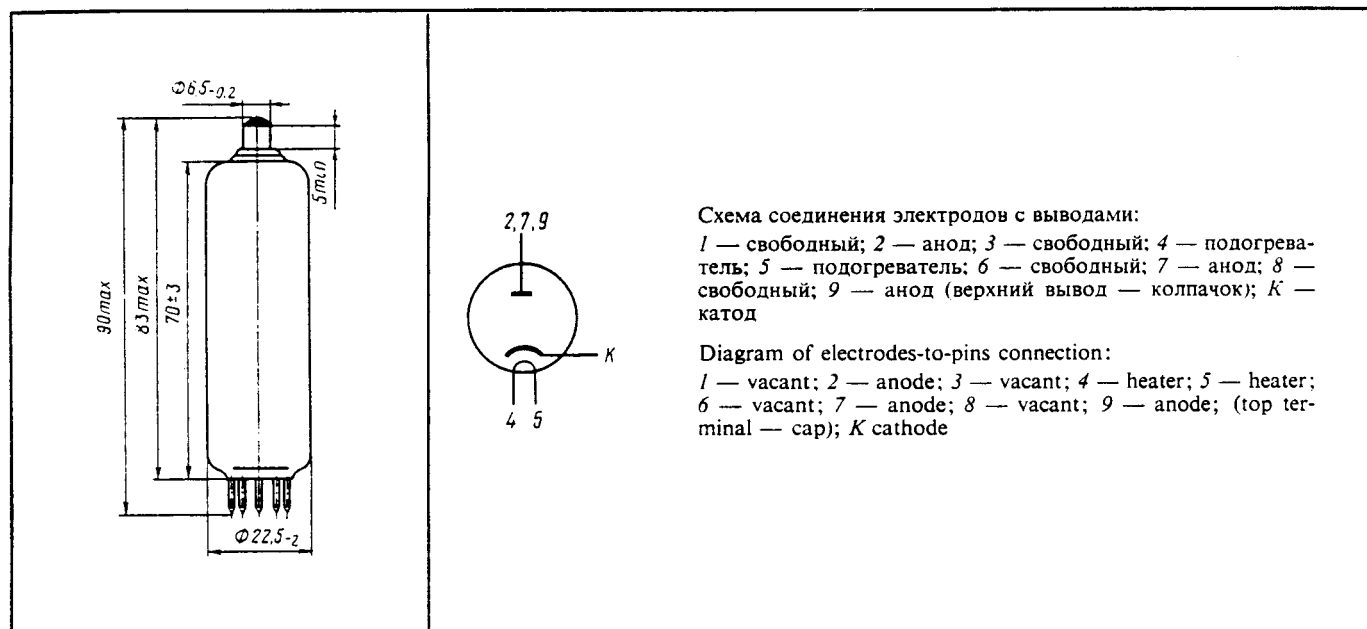 Ф6,5-0,2
90max
83max
70±3
5min
Ф22,5-2
2,7,9
K
4 5
Схема соединения электродов с выводами:
1 — свободный; 2 — анод; 3 — свободный; 4 — подогрева-
тель; 5 — подогреватель; 6 — свободный; 7 — анод; 8 —
свободный; 9 — анод (верхний вывод — колпачок); К —
катод
Diagram of electrodes-to-pins connection:
1 — vacant; 2 — anode; 3 — vacant; 4 — heater; 5 — heater;
6 — vacant; 7 — anode; 8 — vacant; 9 — anode; (top ter-
minal — cap); K cathode